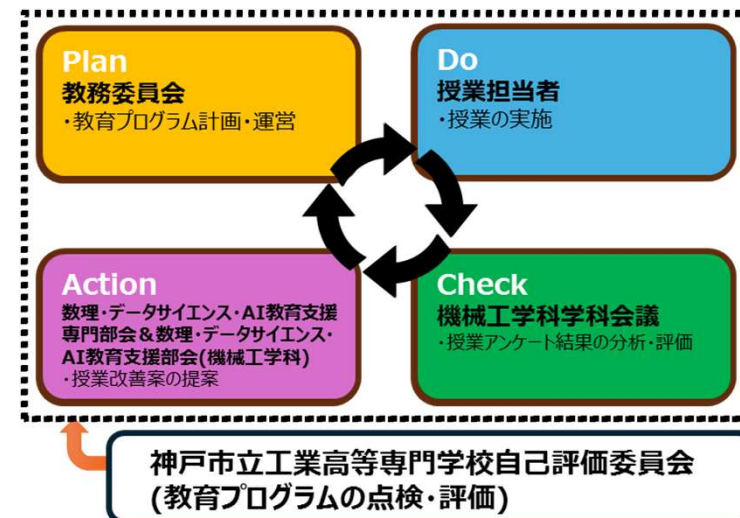 Plan
教務委員会
・教育プログラム計画・運営
Do
授業担当者
・授業の実施
Action
数理・データサイエンス・AI教育支援
専門部会&数理・データサイエンス・
AI教育支援部会(機械工学科)
・授業改善案の提案
Check
機械工学科学科会議
・授業アンケート結果の分析・評価
神戸市立工業高等専門学校自己評価委員会
(教育プログラムの点検・評価)